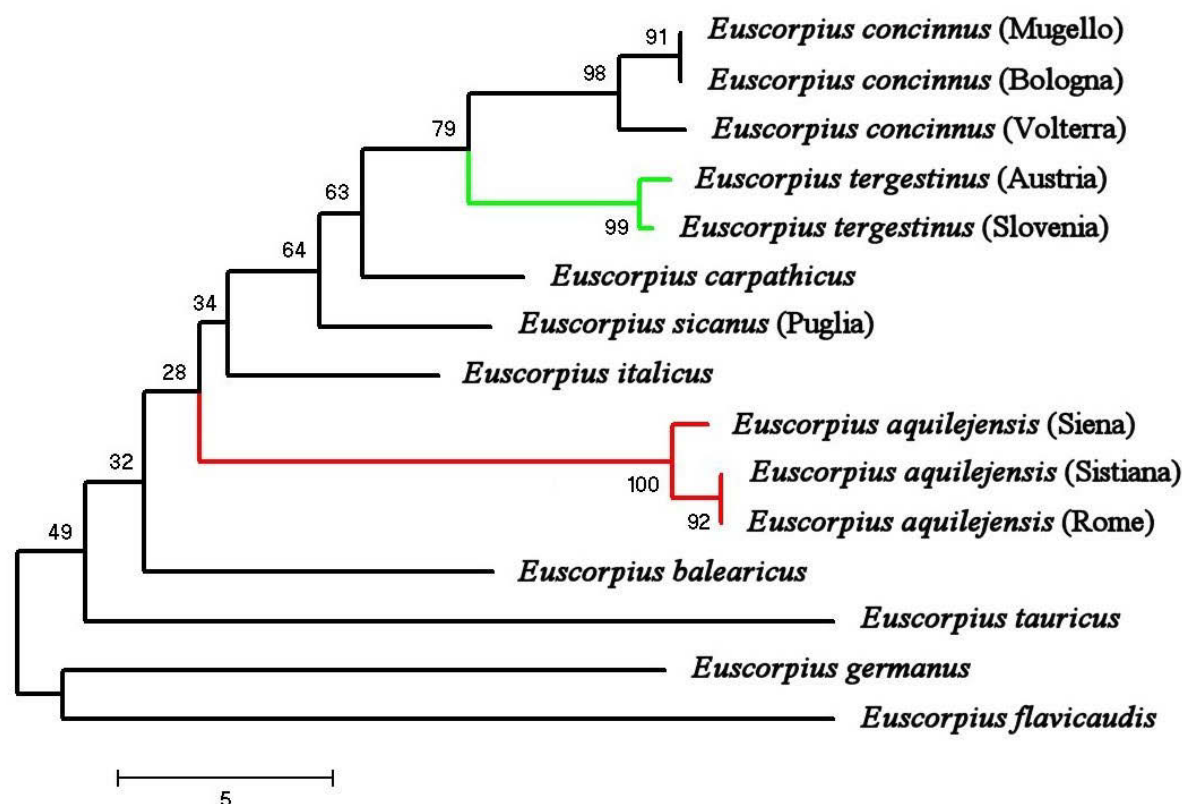 91 Euscorpius concinnus (Mugello)
98 Euscorpius concinnus (Bologna)
79 Euscorpius concinnus (Volterra)
Euscorpius tergestinus (Austria)
63
99 Euscorpius tergestinus (Slovenia)
64 Euscorpius carpathicus
34 Euscorpius sicanus (Puglia)
28 Euscorpius italicus
Euscorpius aquilejensis (Siena)
32
100 Euscorpius aquilejensis (Sistiana)
92 Euscorpius aquilejensis (Rome)
49
Euscorpius balearicus
Euscorpius tauricus
Euscorpius germanus
Euscorpius flavicaudis
5